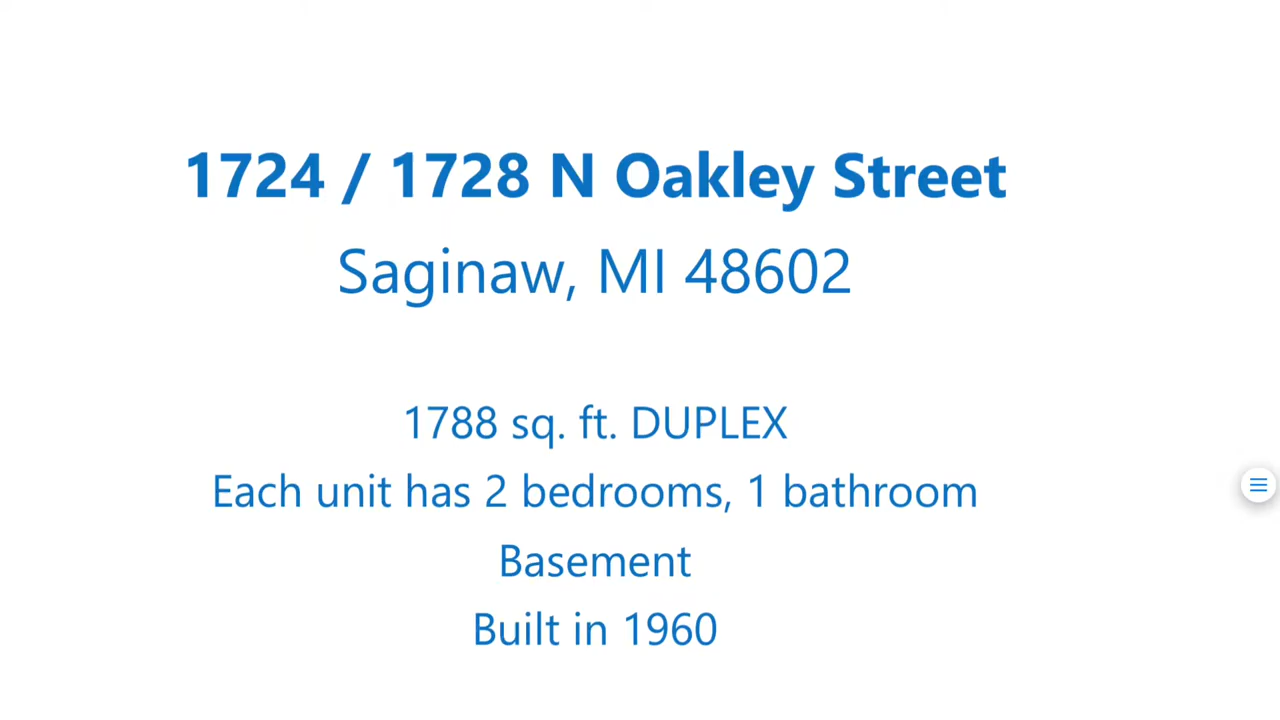 1724 / 1728 N Oakley Street
Saginaw, MI 48602
1788 sq. ft. DUPLEX
Each unit has 2 bedrooms, 1 bathroom
Basement
Built in 1960